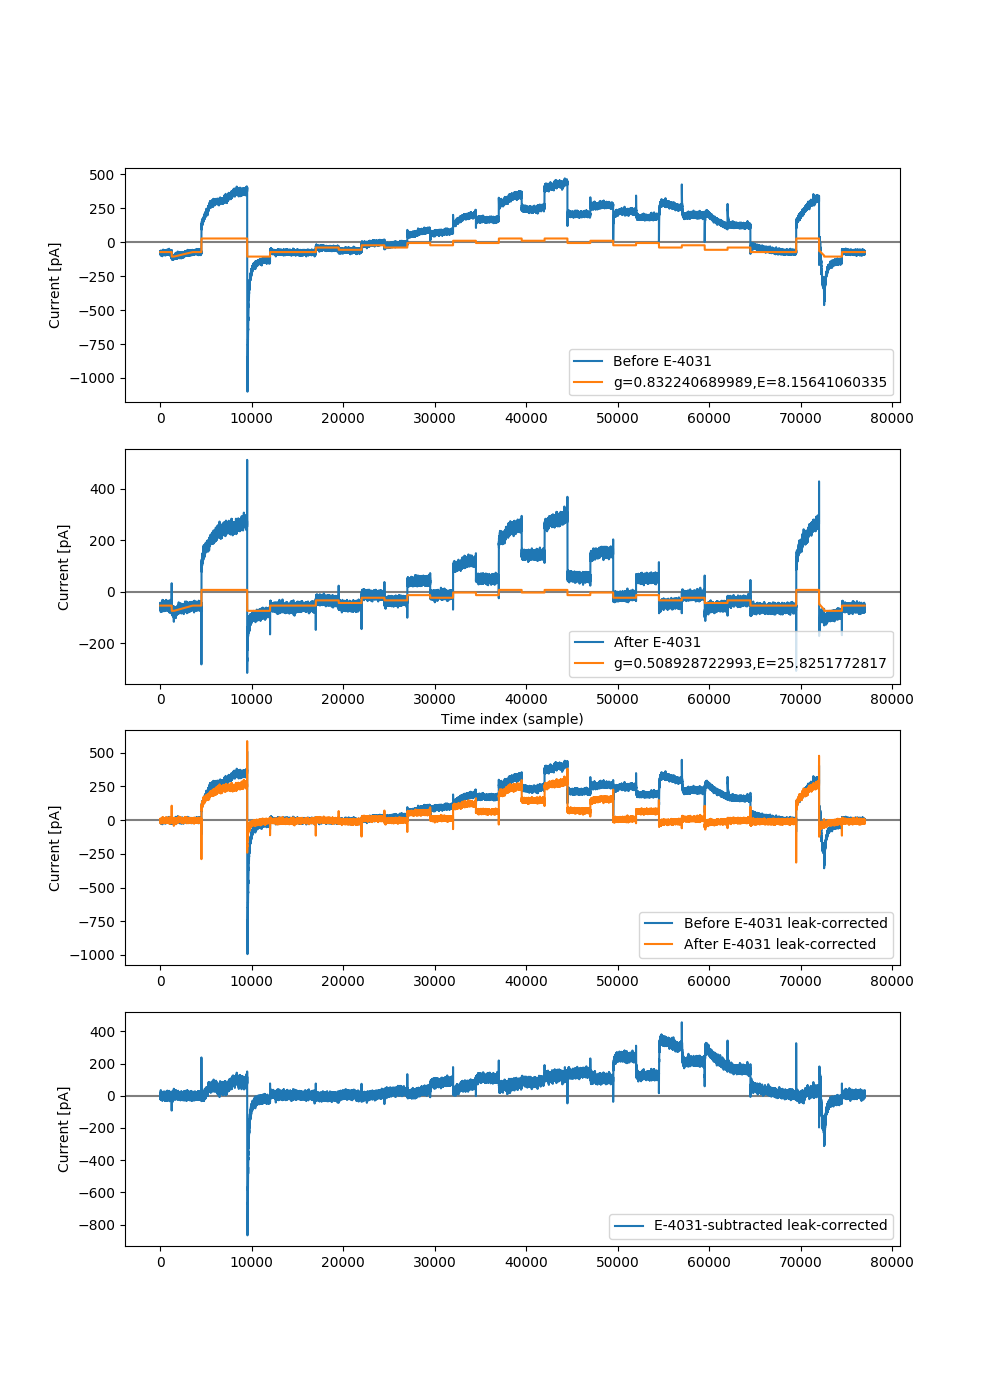 500
250
0
−250
−500
−750
−1000
Current [pA]
Before E-4031
g=0.832240689989,E=8.15641060335
0 10000 20000 30000 40000 50000 60000 70000 80000
400
200
0
−200
Current [pA]
After E-4031
g=0.508928722993,E=25.8251772817
0 10000 20000 30000 40000 50000 60000 70000 80000
Time index (sample)
500
250
0
−250
−500
−750
−1000
Current [pA]
Before E-4031 leak-corrected
After E-4031 leak-corrected
0 10000 20000 30000 40000 50000 60000 70000 80000
400
200
0
−200
−400
−600
−800
Current [pA]
E-4031-subtracted leak-corrected
0 10000 20000 30000 40000 50000 60000 70000 80000